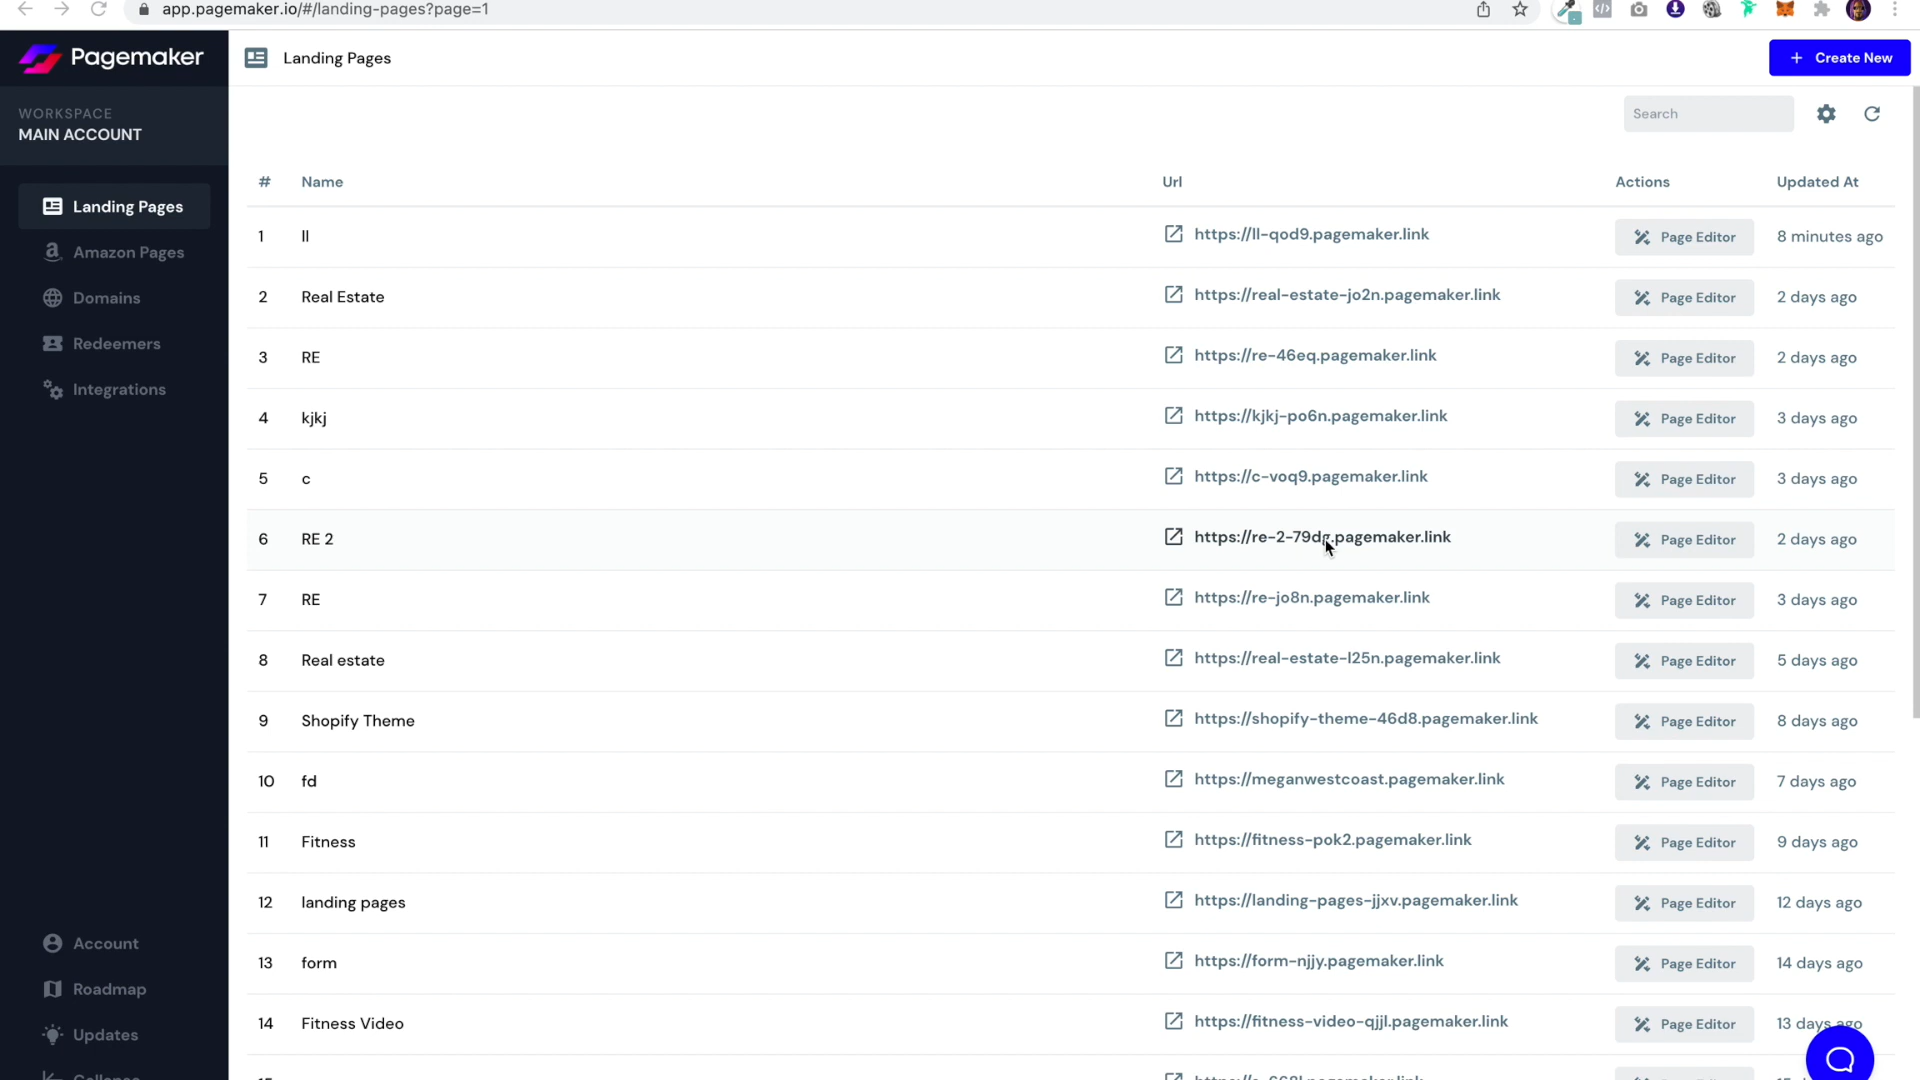 app.pagemaker.io/#/landing-pages?page=1
Pagemaker
Landing Pages
+ Create New
WORKSPACE
MAIN ACCOUNT
Search
Landing Pages
Amazon Pages
Domains
Redeemers
Integrations
Account
Roadmap
Updates
Collapse
# Name Url Actions Updated At
1 ll https://ll-qod9.pagemaker.link Page Editor 8 minutes ago
2 Real Estate https://real-estate-jo2n.pagemaker.link Page Editor 2 days ago
3 RE https://re-46eq.pagemaker.link Page Editor 2 days ago
4 kjkj https://kjkj-po6n.pagemaker.link Page Editor 3 days ago
5 c https://c-voq9.pagemaker.link Page Editor 3 days ago
6 RE 2 https://re-2-79dg.pagemaker.link Page Editor 2 days ago
7 RE https://re-jo8n.pagemaker.link Page Editor 3 days ago
8 Real estate https://real-estate-l25n.pagemaker.link Page Editor 5 days ago
9 Shopify Theme https://shopify-theme-46d8.pagemaker.link Page Editor 8 days ago
10 fd https://meganwestcoast.pagemaker.link Page Editor 7 days ago
11 Fitness https://fitness-pok2.pagemaker.link Page Editor 9 days ago
12 landing pages https://landing-pages-jjxv.pagemaker.link Page Editor 12 days ago
13 form https://form-njjy.pagemaker.link Page Editor 14 days ago
14 Fitness Video https://fitness-video-qjjl.pagemaker.link Page Editor 13 days ago